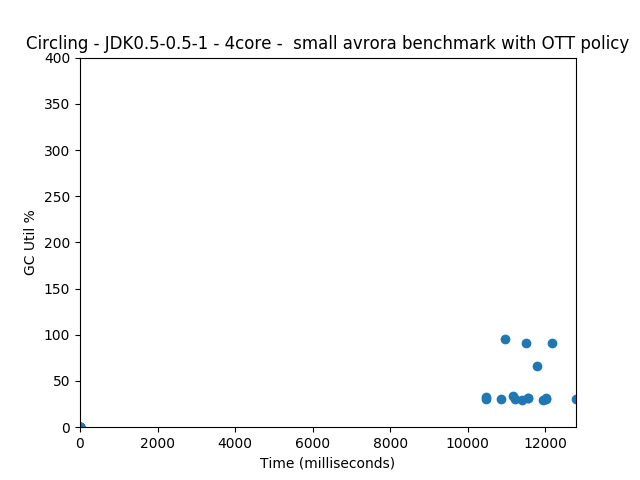 Circling - JDK0.5-0.5-1 - 4core -  small avrora benchmark with OTT policy
400
350
300
250
200
150
100
50
0
GC Util %
0 2000 4000 6000 8000 10000 12000
Time (milliseconds)